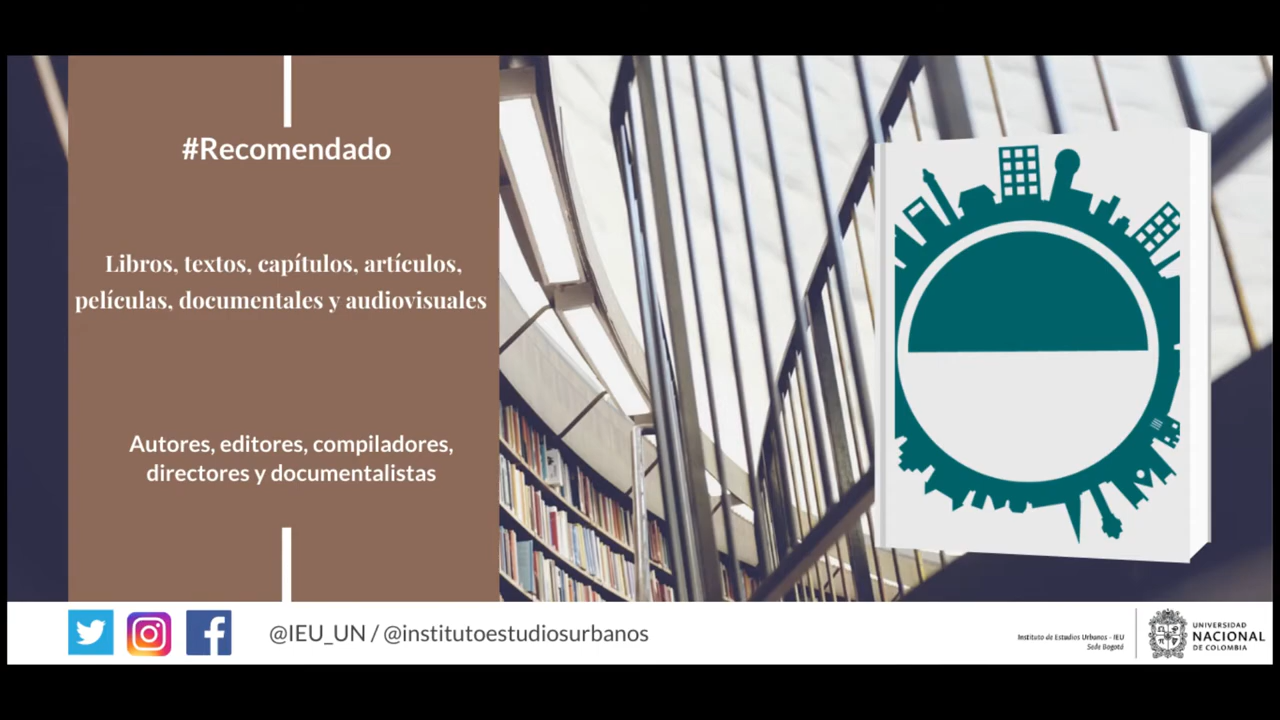 #Recomendado
Libros, textos, capítulos, artículos,
películas, documentales y audiovisuales
Autores, editores, compiladores,
directores y documentalistas
@IEU_UN / @institutoestudiosurbanos
Instituto de Estudios Urbanos - IEU
Sede Bogotá
UNIVERSIDAD
NACIONAL
DE COLOMBIA